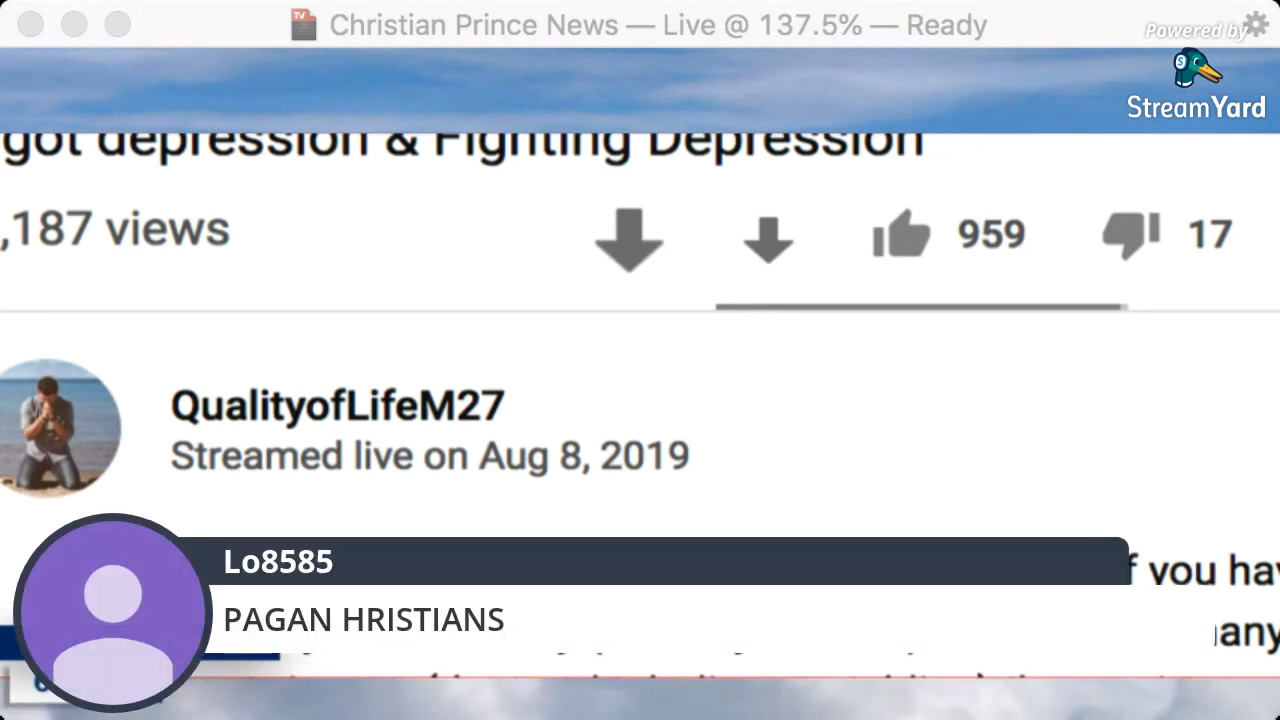 Christian Prince News — Live @ 137.5% — Ready
Powered by
StreamYard
got depression & Fighting Depression
,187 views
959
17
QualityofLifeM27
Streamed live on Aug 8, 2019
Lo8585
f you hav
PAGAN HRISTIANS
any